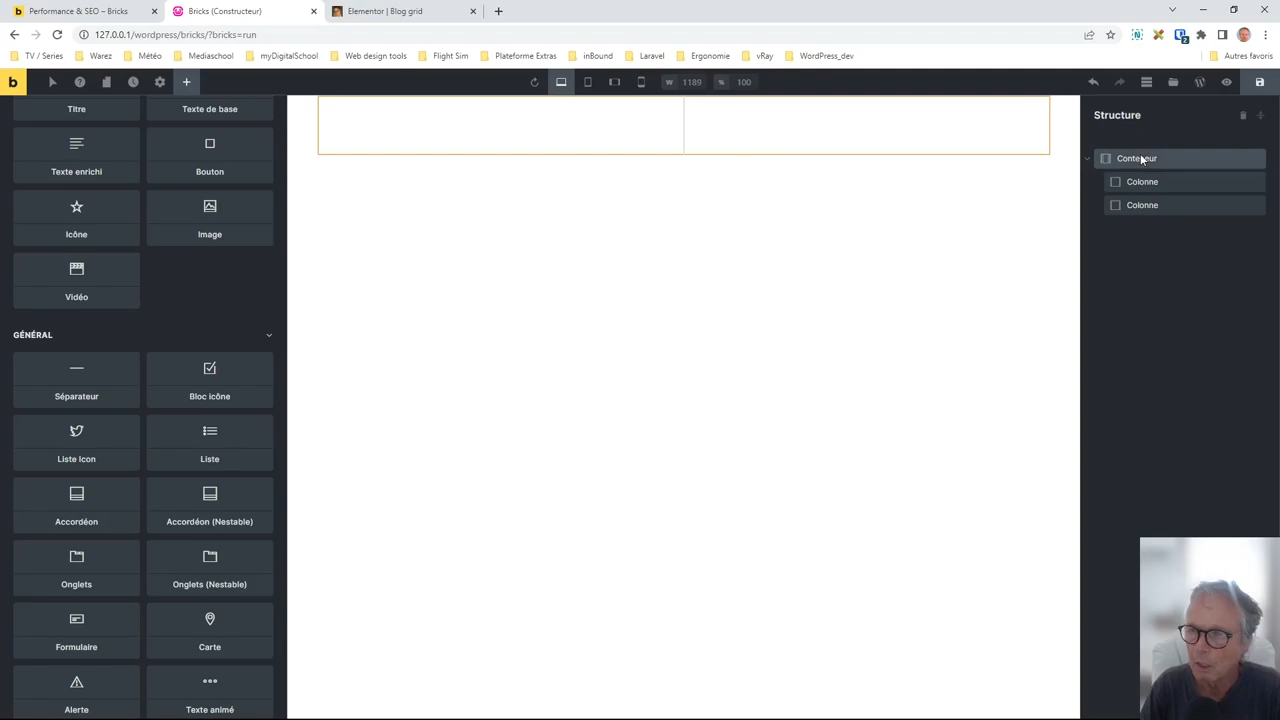 Performance & SEO – Bricks
Bricks (Constructeur)
Elementor | Blog grid
127.0.0.1/wordpress/bricks/?bricks=run
TV / Series
Warez
Météo
Mediaschool
myDigitalSchool
Web design tools
Flight Sim
Plateforme Extras
inBound
Laravel
Ergonomie
vRay
WordPress_dev
Autres favoris
b
W 1189 % 100
Titre
Texte de base
Texte enrichi
Bouton
Icône
Image
Vidéo
GÉNÉRAL
Séparateur
Bloc icône
Liste Icon
Liste
Accordéon
Accordéon (Nestable)
Onglets
Onglets (Nestable)
Formulaire
Carte
Alerte
Texte animé
Structure
Conteneur
Colonne
Colonne